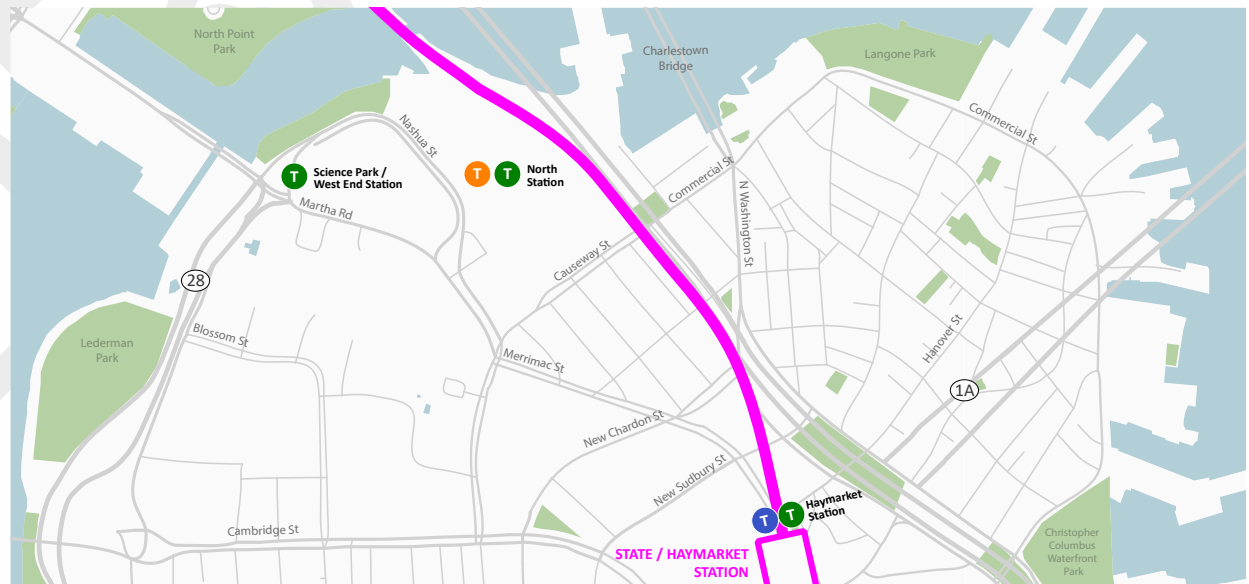 North Point
Park
Charlestown
Bridge
Langone Park
Commercial St
Nashua St
T
Science Park /
West End Station
T
T
North
Station
Commercial St
N Washington St
Martha Rd
Causeway St
28
Hanover St
Blossom St
Lederman
Park
Merrimac St
1A
New Chardon St
New Sudbury St
T
T
Haymarket
Station
Cambridge St
STATE / HAYMARKET
STATION
Christopher
Columbus
Waterfront
Park